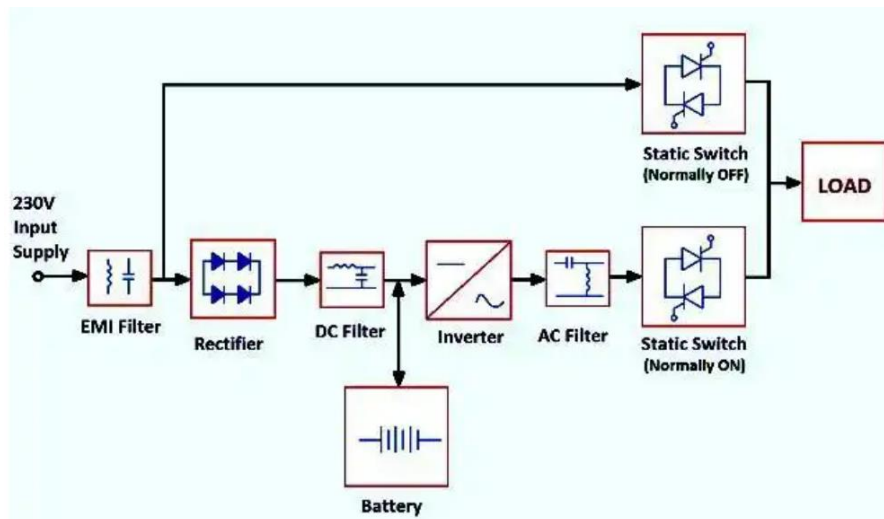 Static Switch
(Normally OFF)
LOAD
230V
Input
Supply
EMI Filter
Rectifier
DC Filter
Inverter
AC Filter
Static Switch
(Normally ON)
Battery